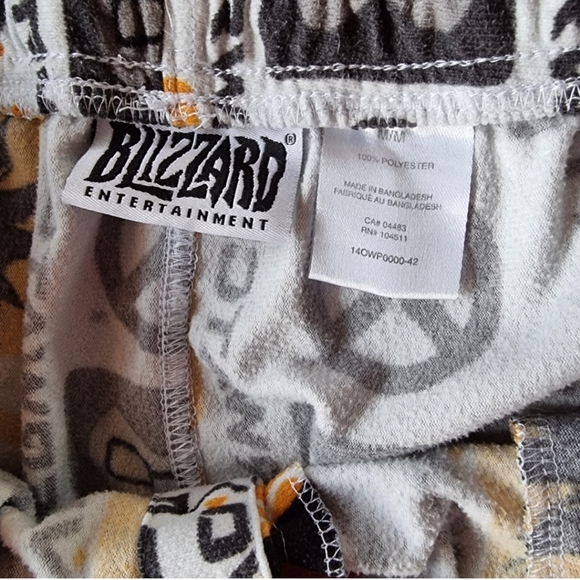 BLIZZARD®
ENTERTAINMENT
M/M
100% POLYESTER
MADE IN BANGLADESH
FABRIQUÉ AU BANGLADESH
CA# 04483
RN# 104511
14OWP0000-42